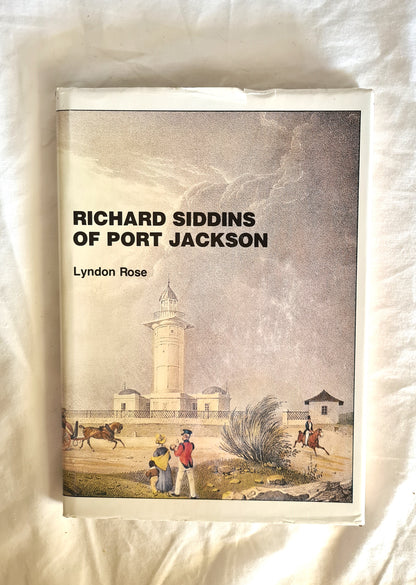 RICHARD SIDDINS
OF PORT JACKSON
Lyndon Rose